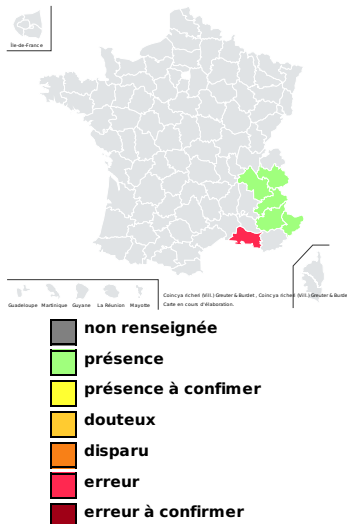 Île-de-France
Guadeloupe Martinique Guyane La Réunion Mayotte
Coincya richeri (Vill.) Greuter & Burdet , Coincya richeri (Vill.) Greuter & Burde
Carte en cours d'élaboration.
non renseignée
présence
présence à confimer
douteux
disparu
erreur
erreur à confirmer